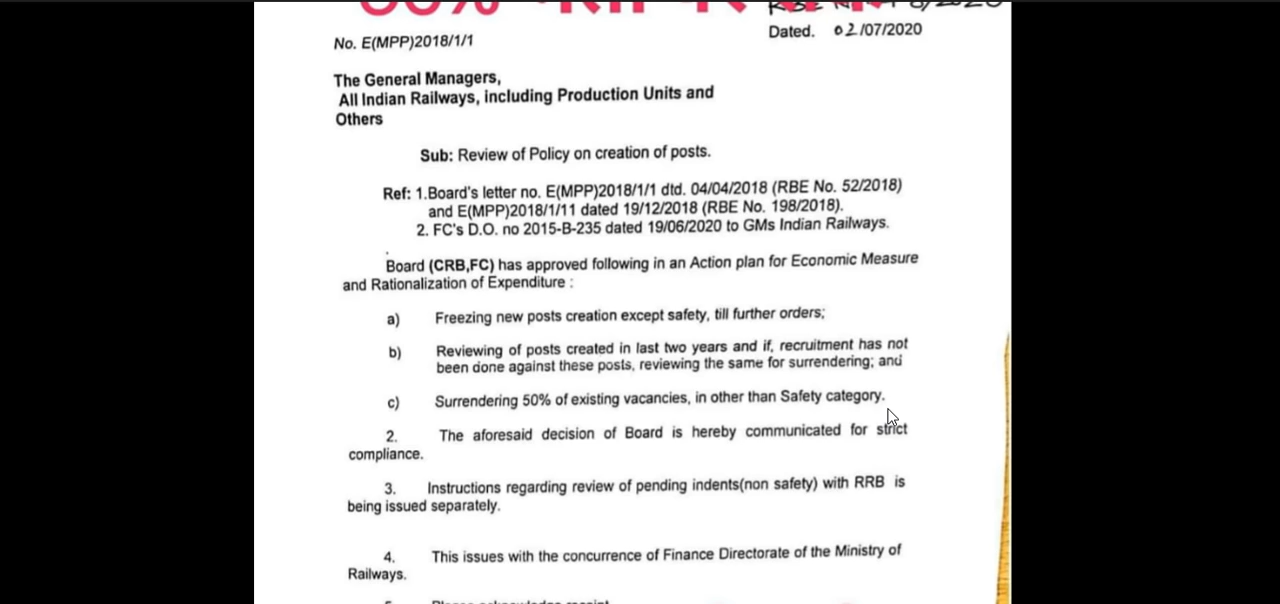 No. E(MPP)2018/1/1
Dated. 02/07/2020
The General Managers,
All Indian Railways, including Production Units and
Others
Sub: Review of Policy on creation of posts.
Ref: 1.Board's letter no. E(MPP)2018/1/1 dtd. 04/04/2018 (RBE No. 52/2018)
and E(MPP)2018/1/11 dated 19/12/2018 (RBE No. 198/2018).
2. FC's D.O. no 2015-B-235 dated 19/06/2020 to GMs Indian Railways.
Board (CRB,FC) has approved following in an Action plan for Economic Measure
and Rationalization of Expenditure :
a) Freezing new posts creation except safety, till further orders;
b) Reviewing of posts created in last two years and if, recruitment has not
been done against these posts, reviewing the same for surrendering; and
c) Surrendering 50% of existing vacancies, in other than Safety category.
2. The aforesaid decision of Board is hereby communicated for strict
compliance.
3. Instructions regarding review of pending indents(non safety) with RRB is
being issued separately.
4. This issues with the concurrence of Finance Directorate of the Ministry of
Railways.